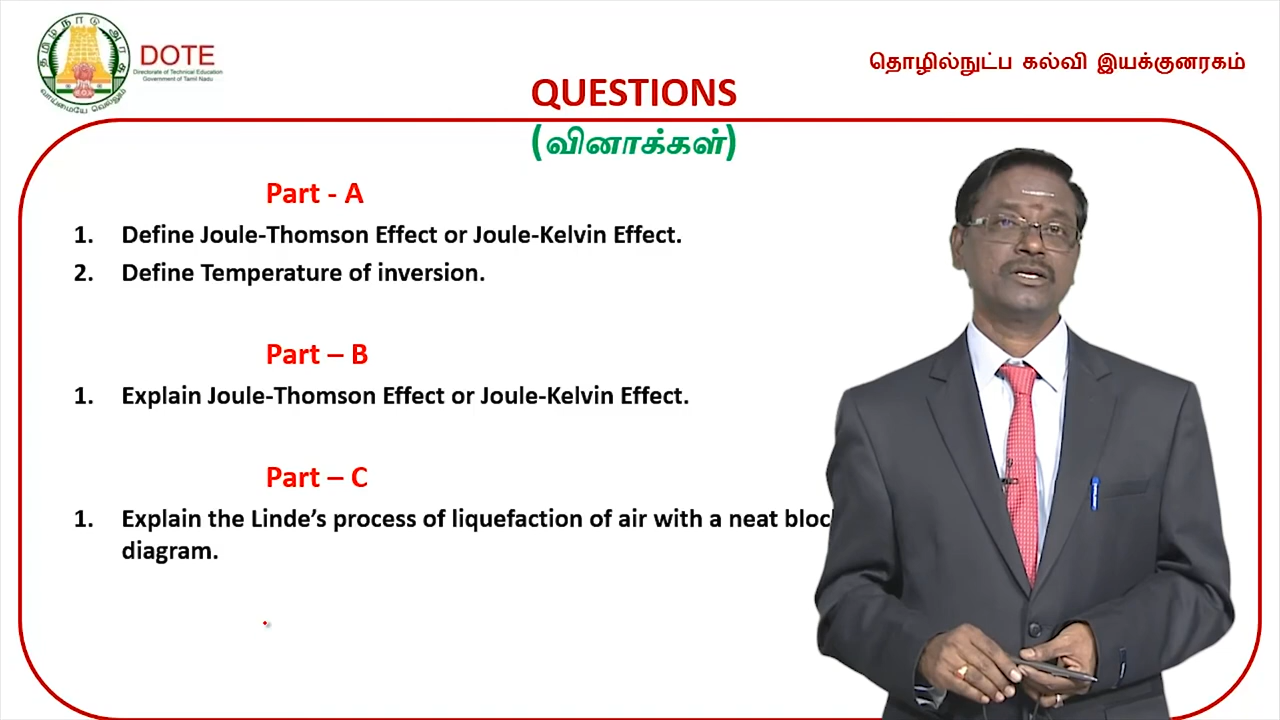 தமிழ்நாடு அரசு
வாய்மையே வெல்லும்
DOTE
Directorate of Technical Education
Government of Tamil Nadu
தொழில்நுட்ப கல்வி இயக்குனரகம்
QUESTIONS
(வினாக்கள்)
Part - A
1. Define Joule-Thomson Effect or Joule-Kelvin Effect.
2. Define Temperature of inversion.
Part – B
1. Explain Joule-Thomson Effect or Joule-Kelvin Effect.
Part – C
1. Explain the Linde’s process of liquefaction of air with a neat
diagram.